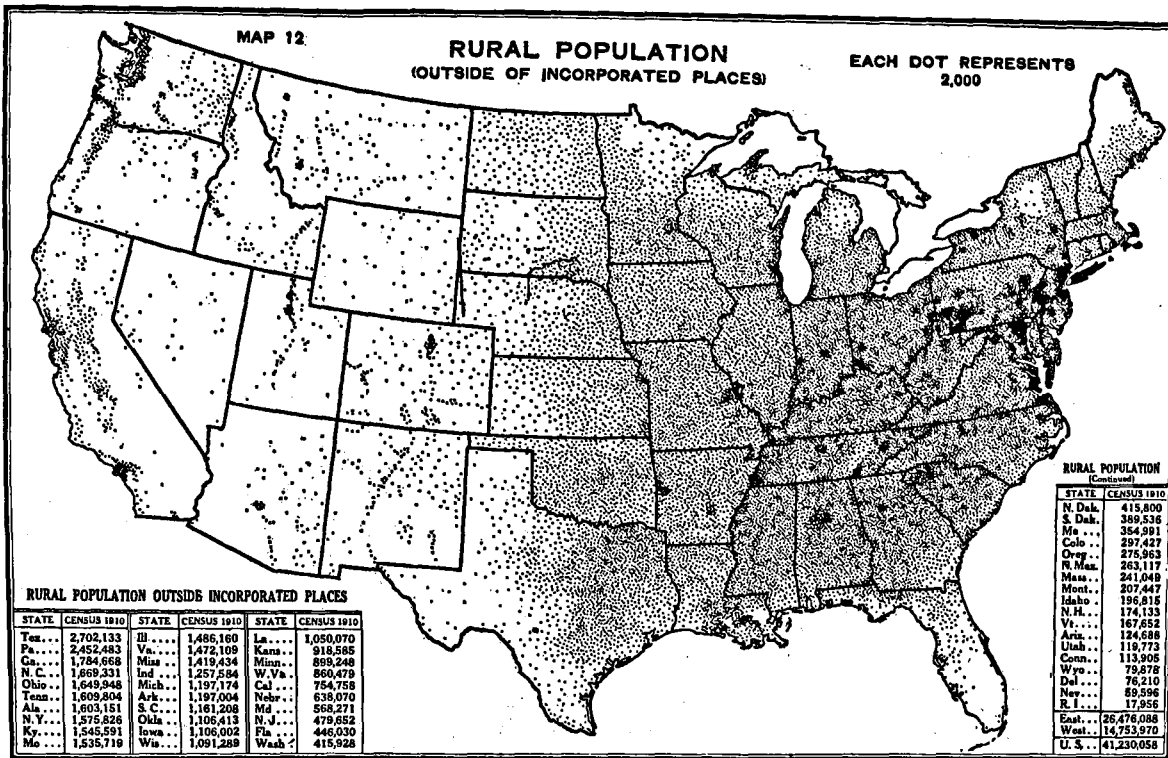 MAP 12
RURAL POPULATION
(OUTSIDE OF INCORPORATED PLACES)
EACH DOT REPRESENTS
2,000
RURAL POPULATION OUTSIDE INCORPORATED PLACES
STATE CENSUS 1910 STATE CENSUS 1910 STATE CENSUS 1910
Tex... 2,702,133 Ill..... 1,486,160 La.... 1,050,070
Pa.... 2,452,483 Va.... 1,472,109 Kans.. 918,585
Ga.... 1,784,668 Miss... 1,419,434 Minn.. 899,248
N.C... 1,669,331 Ind.... 1,257,584 W.Va. 860,479
Ohio.. 1,649,948 Mich... 1,197,174 Cal... 754,758
Tenn.. 1,609,804 Ark... 1,197,004 Nebr.. 638,070
Ala... 1,603,151 S.C... 1,161,208 Md... 568,271
N.Y... 1,575,826 Okla... 1,106,413 N.J... 479,652
Ky.... 1,545,591 Iowa... 1,106,002 Fla... 446,030
Mo... 1,535,719 Wis... 1,091,289 Wash. 415,928
RURAL POPULATION
(Continued)
STATE CENSUS 1910
N. Dak. 415,800
S. Dak. 389,536
Me.... 354,991
Colo.. 297,427
Oreg.. 275,963
N. Mex. 263,117
Mass.. 241,049
Mont.. 207,447
Idaho.. 196,815
N.H... 174,133
Vt.... 167,652
Ariz... 124,688
Utah.. 119,773
Conn.. 113,905
Wyo.. 79,878
Del... 76,210
Nev... 59,596
R.I... 17,956
East... 26,476,088
West.. 14,753,970
U.S... 41,230,058